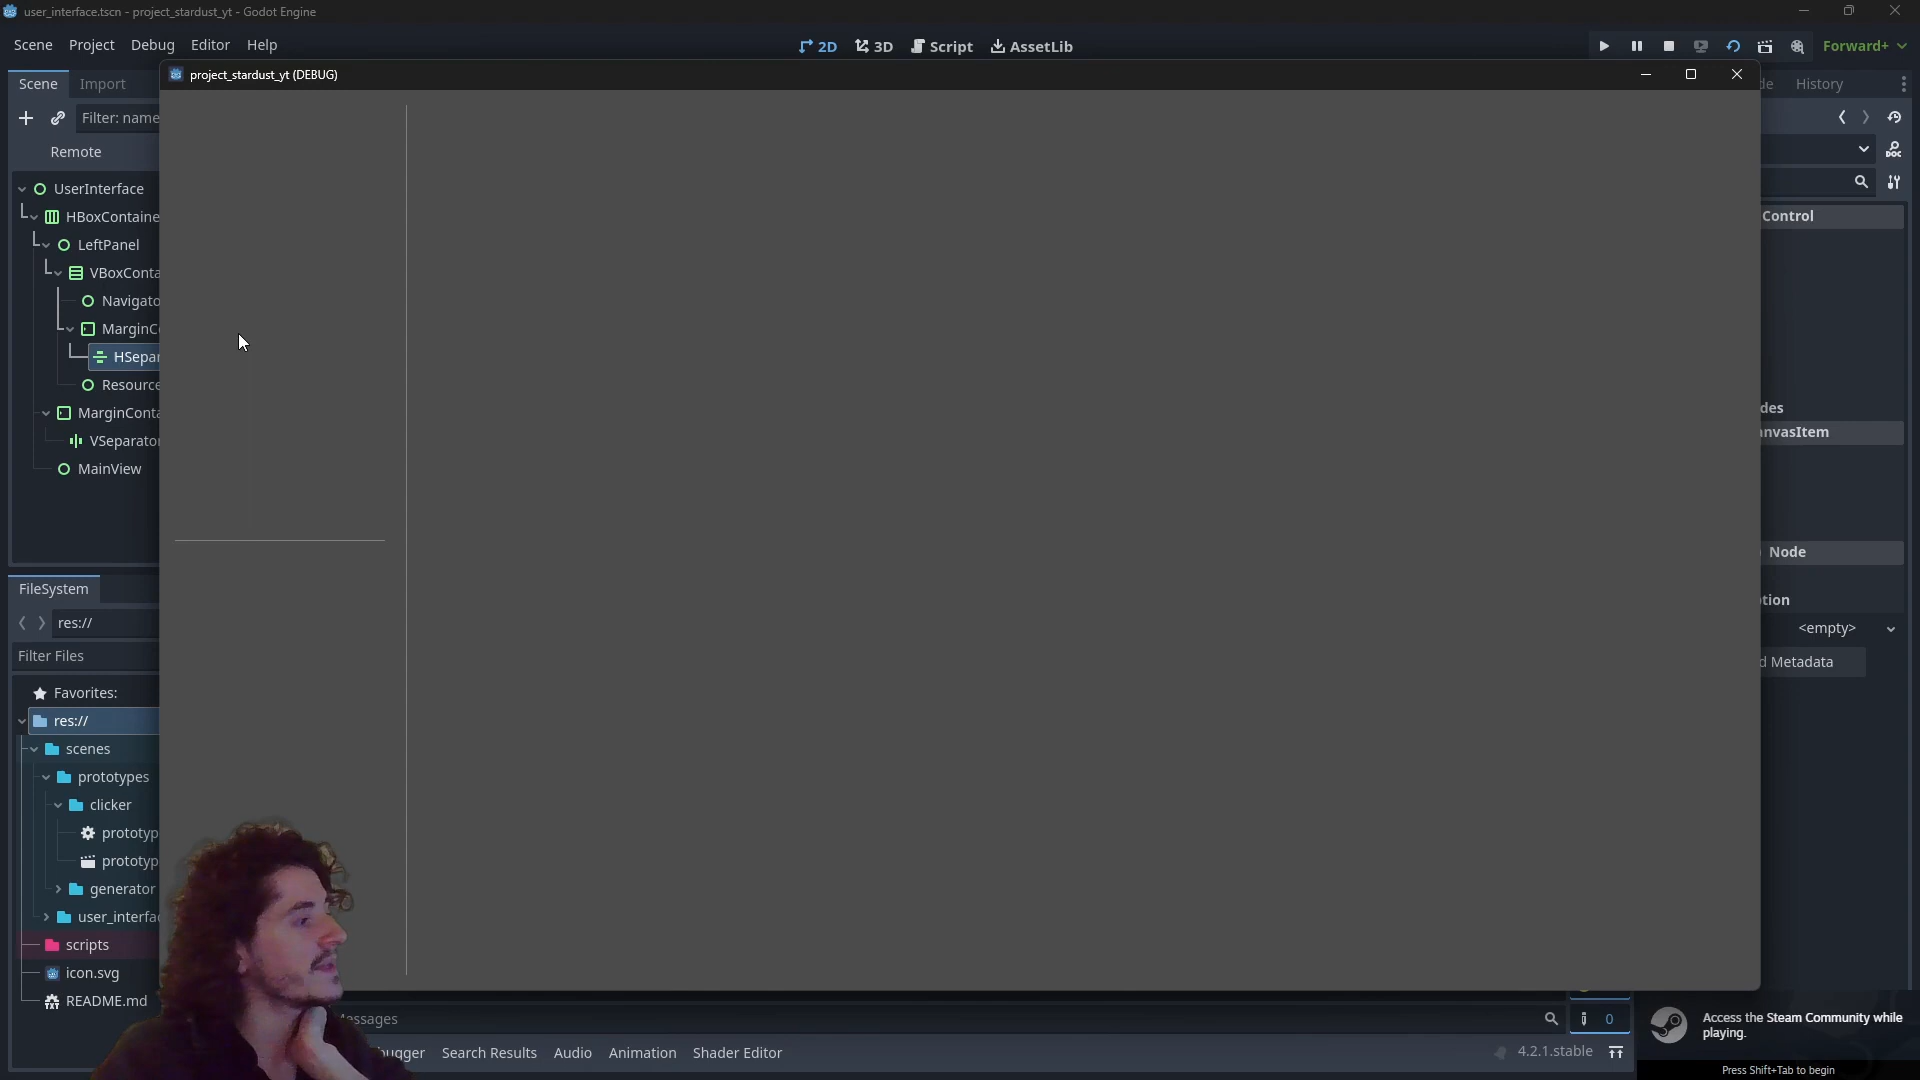 user_interface.tscn - project_stardust_yt - Godot Engine
Scene Project Debug Editor Help
2D 3D Script AssetLib
Forward+
project_stardust_yt (DEBUG)
Scene Import
History
Filter: name
Remote
UserInterface
HBoxContaine
LeftPanel
VBoxConta
Navigato
MarginC
HSepar
Resource
MarginConta
VSeparator
MainView
Control
des
nvasItem
Node
tion
<empty>
d Metadata
FileSystem
res://
Filter Files
Favorites:
res://
scenes
prototypes
clicker
prototyp
prototyp
generator
user_interfac
scripts
icon.svg
README.md
Messages
0
bugger Search Results Audio Animation Shader Editor
4.2.1.stable
Access the Steam Community while
playing.
Press Shift+Tab to begin